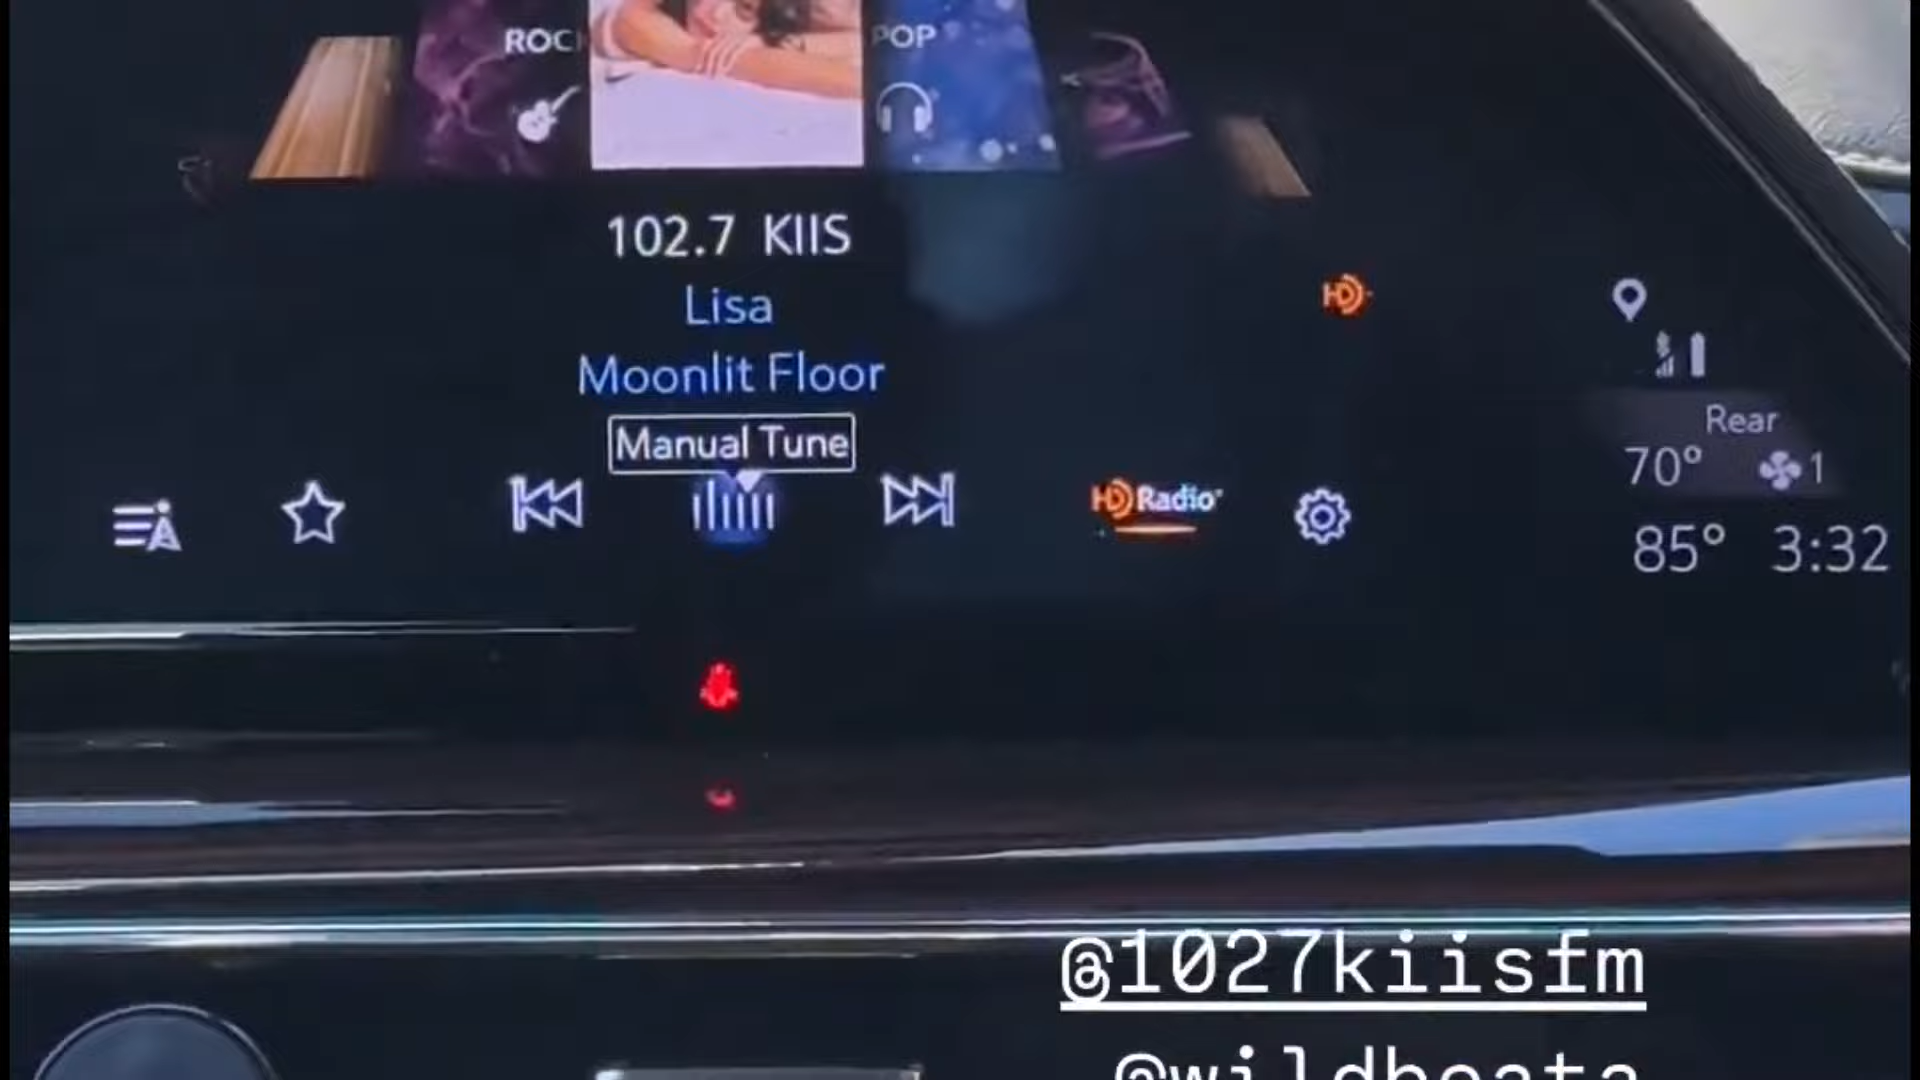 ROC
POP
102.7 KIIS
Lisa
Moonlit Floor
Manual Tune
HD
HD Radio
Rear
70° 1
85° 3:32
@1027kiisfm